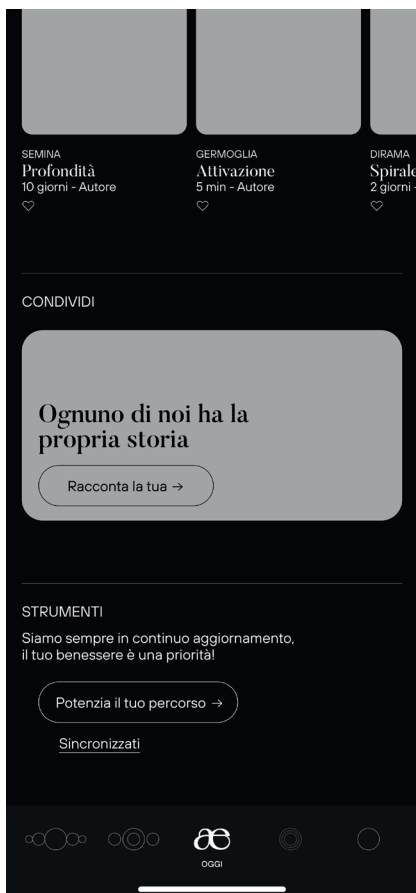 SEMINA
Profondità
10 giorni - Autore
GERMOGLIA
Attivazione
5 min - Autore
DIRAMA
Spirale
2 giorni -
CONDIVIDI
Ognuno di noi ha la
propria storia
Racconta la tua →
STRUMENTI
Siamo sempre in continuo aggiornamento,
il tuo benessere è una priorità!
Potenzia il tuo percorso →
Sincronizzati
æ
OGGI